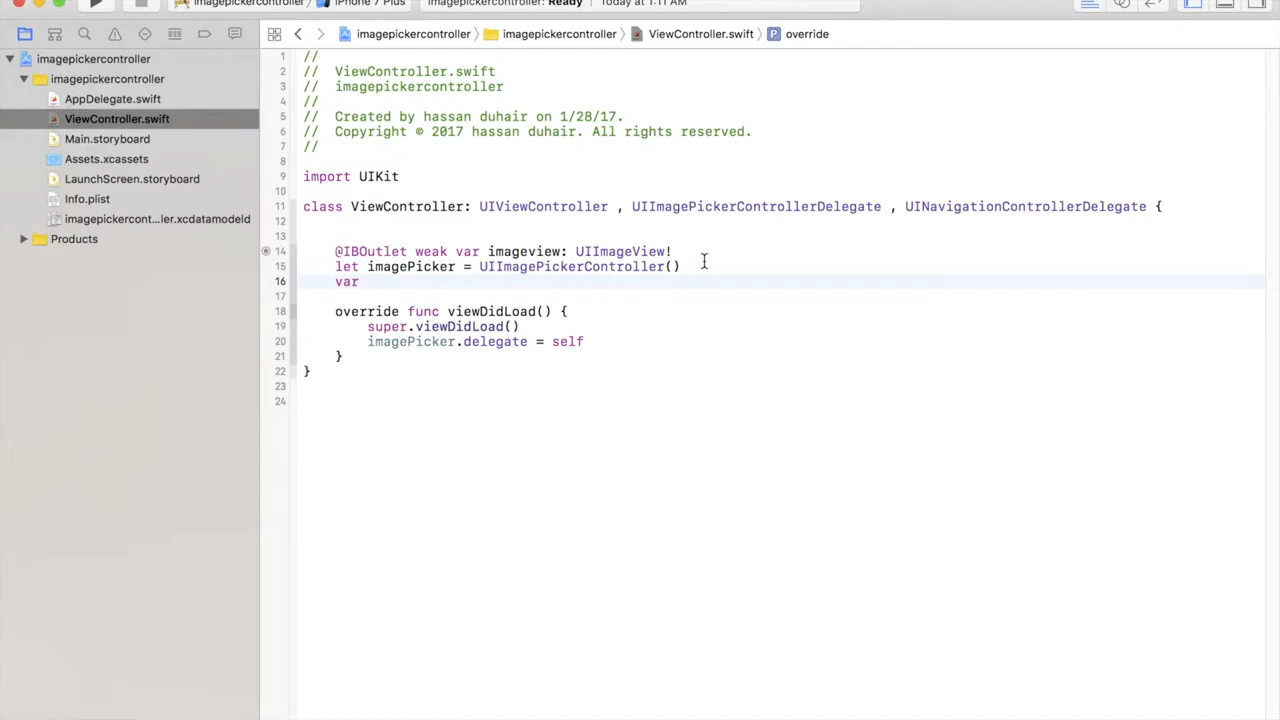 imagepickercontroller
iPhone 7 Plus
imagepickercontroller: Ready
Today at 1:11 AM
imagepickercontroller
imagepickercontroller
ViewController.swift
P override
imagepickercontroller
imagepickercontroller
AppDelegate.swift
ViewController.swift
Main.storyboard
Assets.xcassets
LaunchScreen.storyboard
Info.plist
imagepickercont...ler.xcdatamodeld
Products
1 //
2 //  ViewController.swift
3 //  imagepickercontroller
4 //
5 //  Created by hassan duhair on 1/28/17.
6 //  Copyright © 2017 hassan duhair. All rights reserved.
7 //
8
9 import UIKit
10
11 class ViewController: UIViewController , UIImagePickerControllerDelegate , UINavigationControllerDelegate {
12
13
14     @IBOutlet weak var imageview: UIImageView!
15     let imagePicker = UIImagePickerController()
16     var
17
18     override func viewDidLoad() {
19         super.viewDidLoad()
20         imagePicker.delegate = self
21     }
22 }
23
24